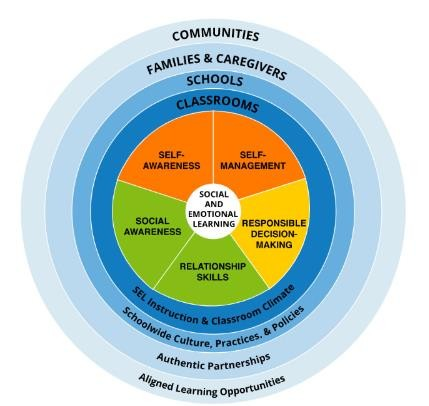 COMMUNITIES
FAMILIES & CAREGIVERS
SCHOOLS
CLASSROOMS
SELF-
AWARENESS
SELF-
MANAGEMENT
SOCIAL
AND
EMOTIONAL
LEARNING
SOCIAL
AWARENESS
RESPONSIBLE
DECISION-
MAKING
RELATIONSHIP
SKILLS
SEL Instruction & Classroom Climate
Schoolwide Culture, Practices, & Policies
Authentic Partnerships
Aligned Learning Opportunities